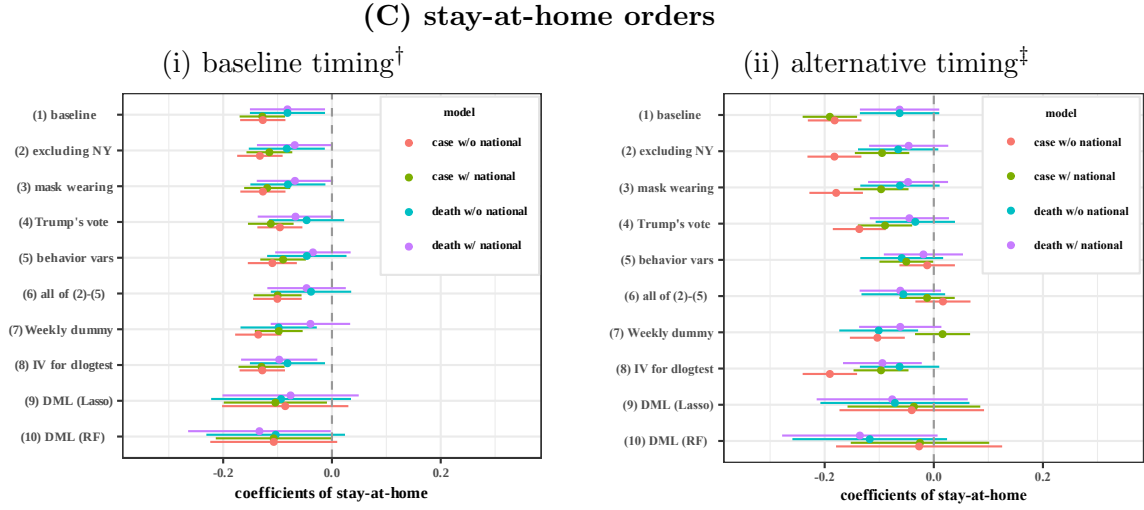 (C) stay-at-home orders
(i) baseline timing†
(1) baseline
(2) excluding NY
(3) mask wearing
(4) Trump's vote
(5) behavior vars
(6) all of (2)-(5)
(7) Weekly dummy
(8) IV for dlogtest
(9) DML (Lasso)
(10) DML (RF)
model
case w/o national
case w/ national
death w/o national
death w/ national
-0.2
0.0
0.2
coefficients of stay-at-home
(ii) alternative timing‡
(1) baseline
(2) excluding NY
(3) mask wearing
(4) Trump's vote
(5) behavior vars
(6) all of (2)-(5)
(7) Weekly dummy
(8) IV for dlogtest
(9) DML (Lasso)
(10) DML (RF)
model
case w/o national
case w/ national
death w/o national
death w/ national
-0.2
0.0
0.2
coefficients of stay-at-home